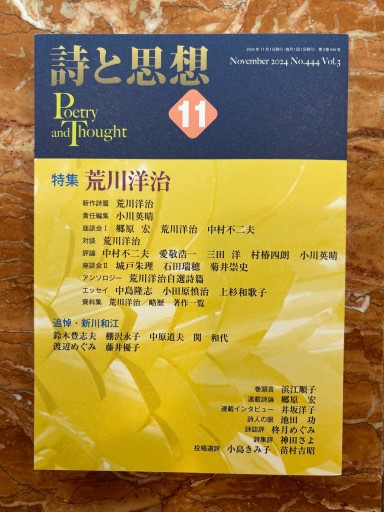 2024年11月1日発行(毎月1回1日発行) 第3巻444号
詩と思想
November 2024 No.444 Vol.3
Poetry
and Thought
11
特集 荒川洋治
新作詩篇 荒川洋治
責任編集 小川英晴
座談会Ⅰ 郷原 宏 荒川洋治 中村不二夫
対談 荒川洋治
評論 中村不二夫 愛敬浩一 三田 洋 村椿四朗 小川英晴
座談会Ⅱ 城戸朱理 石田瑞穂 菊井崇史
アンソロジー 荒川洋治自選詩篇
エッセイ 中島隆志 小田原慎治 上杉和歌子
資料集 荒川洋治/略歴・著作一覧
追悼・新川和江
鈴木豊志夫 棚沢永子 中原道夫 関 和代
渡辺めぐみ 藤井優子
巻頭言 浜江順子
連載詩論 郷原 宏
連載インタビュー 井坂洋子
詩人の眼 池田 功
詩誌評 柊月めぐみ
詩集評 神田さよ
投稿選評 小島きみ子 苗村吉昭